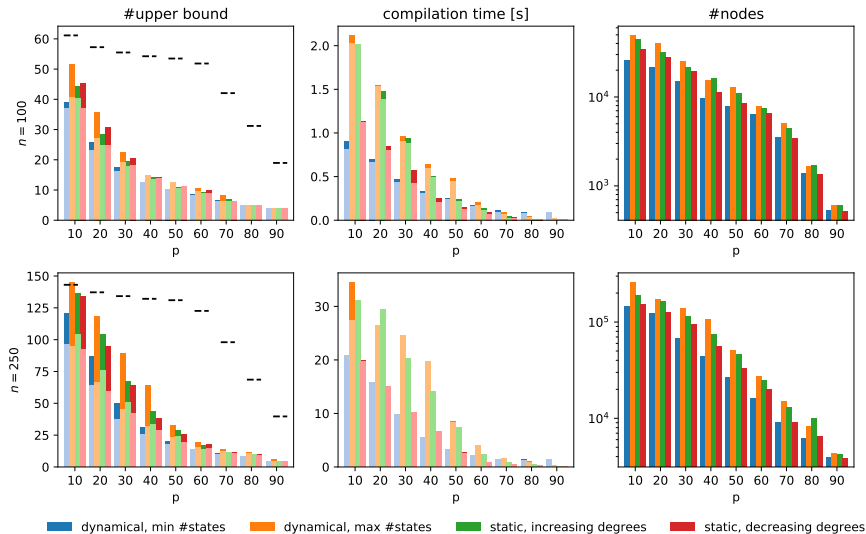 #upper bound
compilation time [s]
#nodes
60
50
40
30
20
10
0
n = 100
10 20 30 40 50 60 70 80 90
p
2.0
1.5
1.0
0.5
0.0
10 20 30 40 50 60 70 80 90
p
10^4
10^3
10 20 30 40 50 60 70 80 90
p
150
125
100
75
50
25
0
n = 250
10 20 30 40 50 60 70 80 90
p
30
20
10
0
10 20 30 40 50 60 70 80 90
p
10^5
10^4
10 20 30 40 50 60 70 80 90
p
dynamical, min #states
dynamical, max #states
static, increasing degrees
static, decreasing degrees